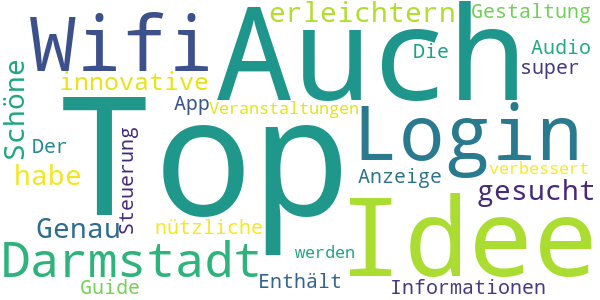 Wifi
Auch
erleichtern
Gestaltung
Die
Audio
super
innovative
App
Veranstaltungen
Schöne
Top
Login
Der
Steuerung
habe
Anzeige
verbessert
gesucht
Genau
nützliche
Idee
Darmstadt
werden
Enthält
Guide
Informationen